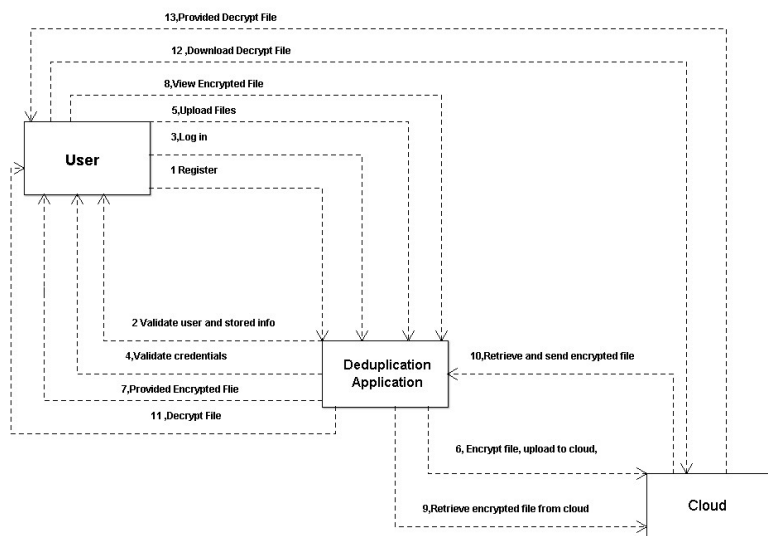 13,Provided Decrypt File
12 ,Download Decrypt File
8,View Encrypted File
5,Upload Files
3,Log in
User
1 Register
2 Validate user and stored info
4,Validate credentials
Deduplication
Application
10,Retrieve and send encrypted file
7,Provided Encrypted Flie
11 ,Decrypt File
6, Encrypt file, upload to cloud,
9,Retrieve encrypted file from cloud
Cloud